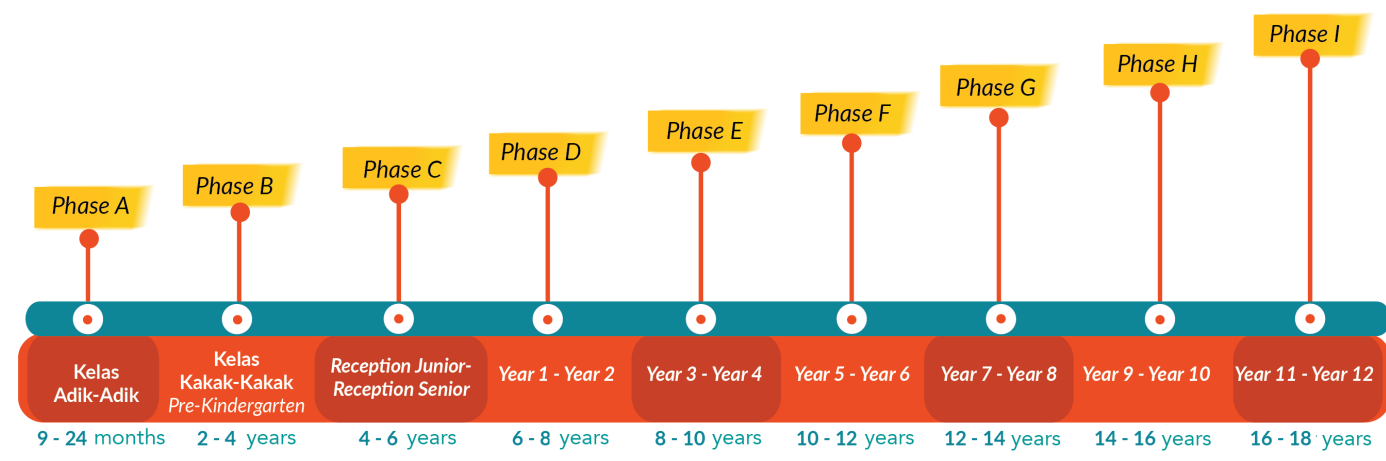 Phase A
Phase B
Phase C
Phase D
Phase E
Phase F
Phase G
Phase H
Phase I
Kelas
Adik-Adik
Kelas
Kakak-Kakak
Pre-Kindergarten
Reception Junior-
Reception Senior
Year 1 - Year 2
Year 3 - Year 4
Year 5 - Year 6
Year 7 - Year 8
Year 9 - Year 10
Year 11 - Year 12
9 - 24 months
2 - 4 years
4 - 6 years
6 - 8 years
8 - 10 years
10 - 12 years
12 - 14 years
14 - 16 years
16 - 18 years